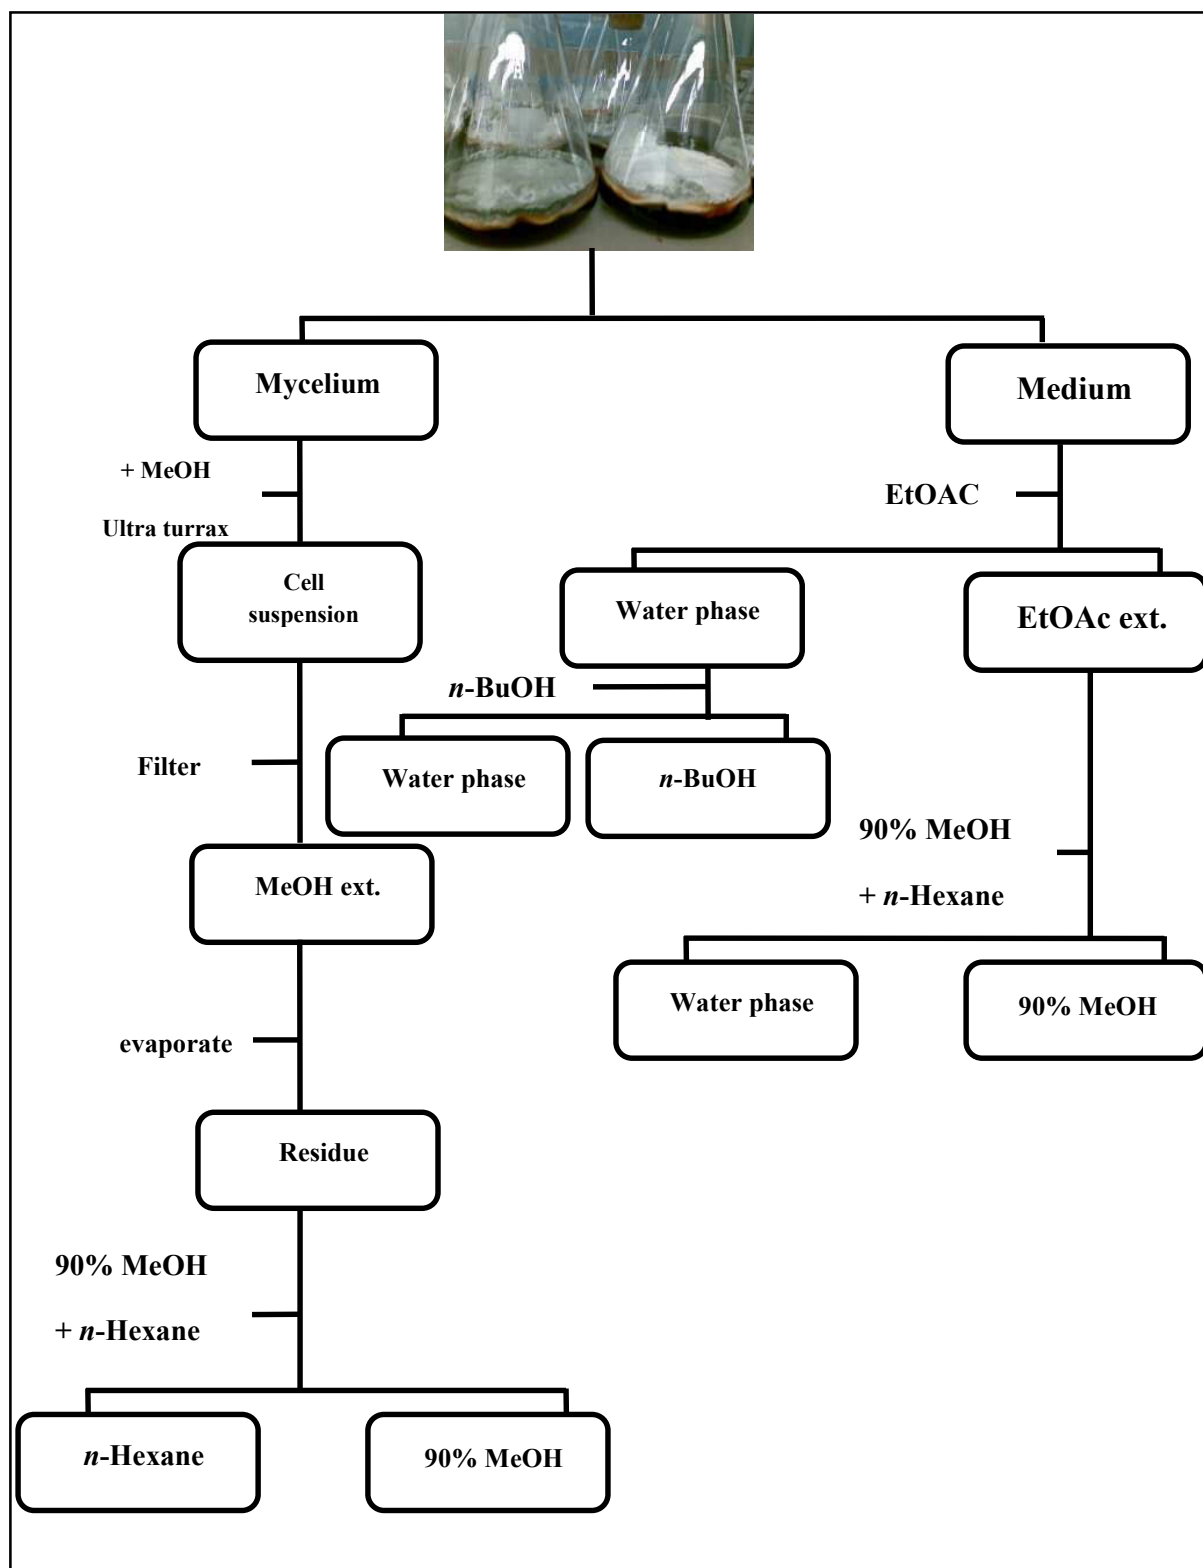 Mycelium
Medium
+ MeOH
Ultra turrax
EtOAC
Cell
suspension
Water phase
EtOAc ext.
n-BuOH
Filter
Water phase
n-BuOH
90% MeOH
+ n-Hexane
MeOH ext.
Water phase
90% MeOH
evaporate
Residue
90% MeOH
+ n-Hexane
n-Hexane
90% MeOH